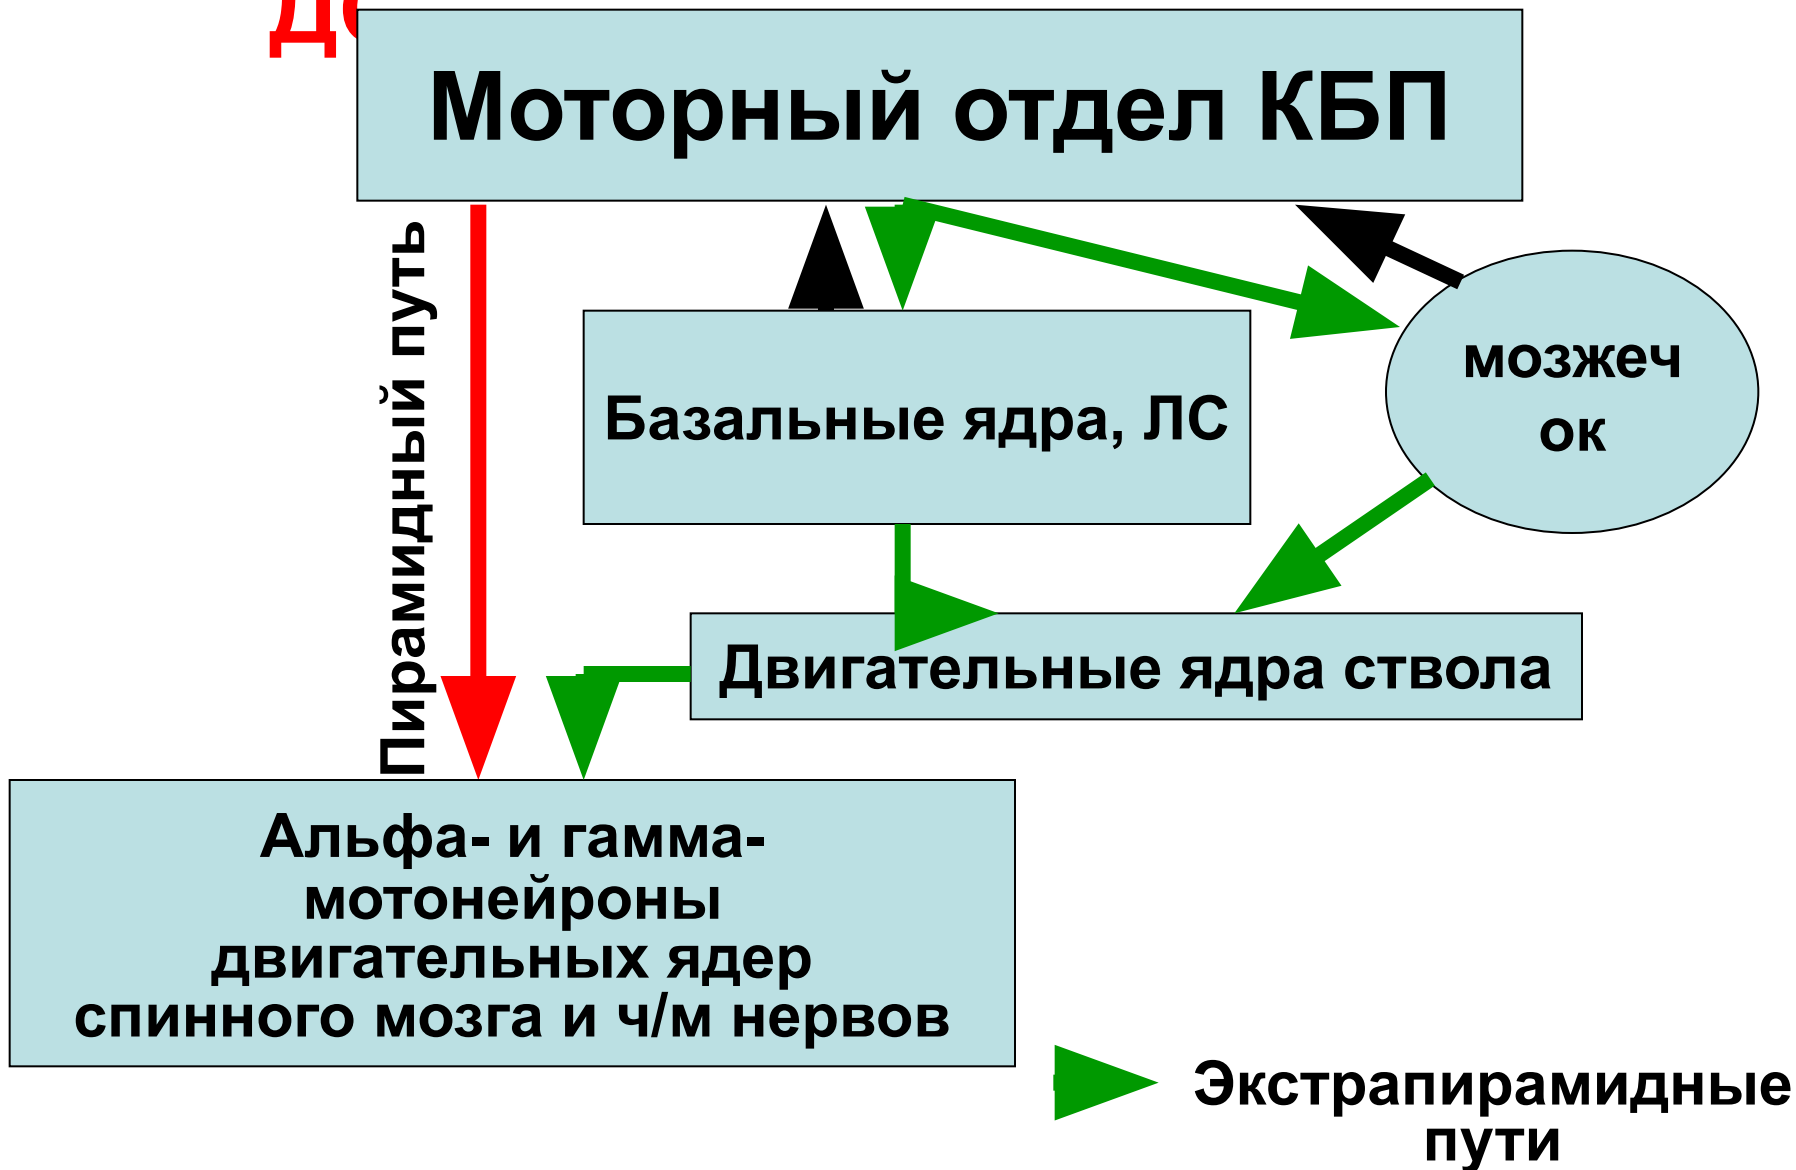 Моторный отдел КБП
Пирамидный путь
мозжеч
ок
Базальные ядра, ЛС
Двигательные ядра ствола
Альфа- и гамма-
мотонейроны
двигательных ядер
спинного мозга и ч/м нервов
Экстрапирамидные
пути